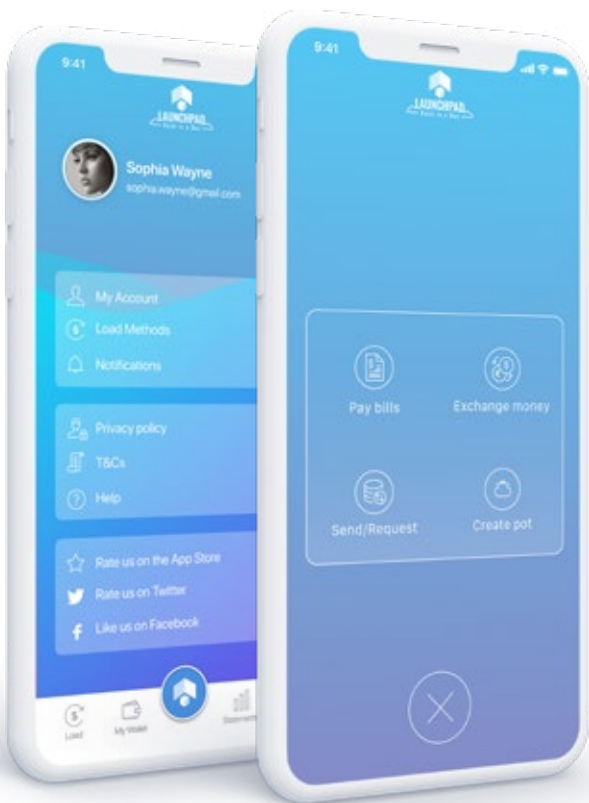 9:41
LAUNCHPAD
Sophia Wayne
sophia.wayne@gmail.com
My Account
Load Methods
Notifications
Privacy policy
T&Cs
Help
Rate us on the App Store
Rate us on Twitter
Like us on Facebook
Load
My Wallet
9:41
LAUNCHPAD
Pay bills
Exchange money
Send/Request
Create pot